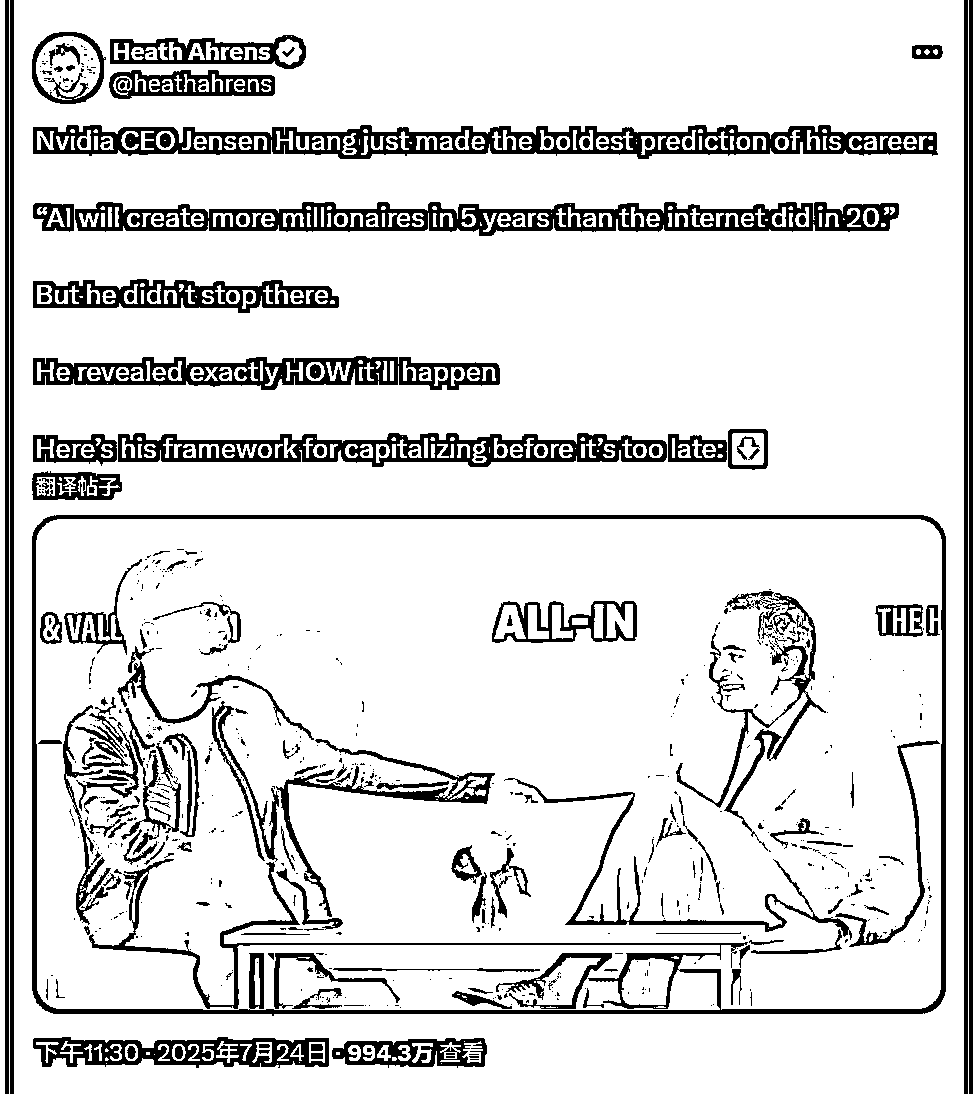 Heath Ahrens
@heathahrens
Nvidia CEO Jensen Huang just made the boldest prediction of his career:
“AI will create more millionaires in 5 years than the internet did in 20.”
But he didn’t stop there.
He revealed exactly HOW it’ll happen
Here’s his framework for capitalizing before it’s too late:
翻译帖子
& VALL
ALL-IN
THE H
下午11:30 · 2025年7月24日 · 994.3万 查看